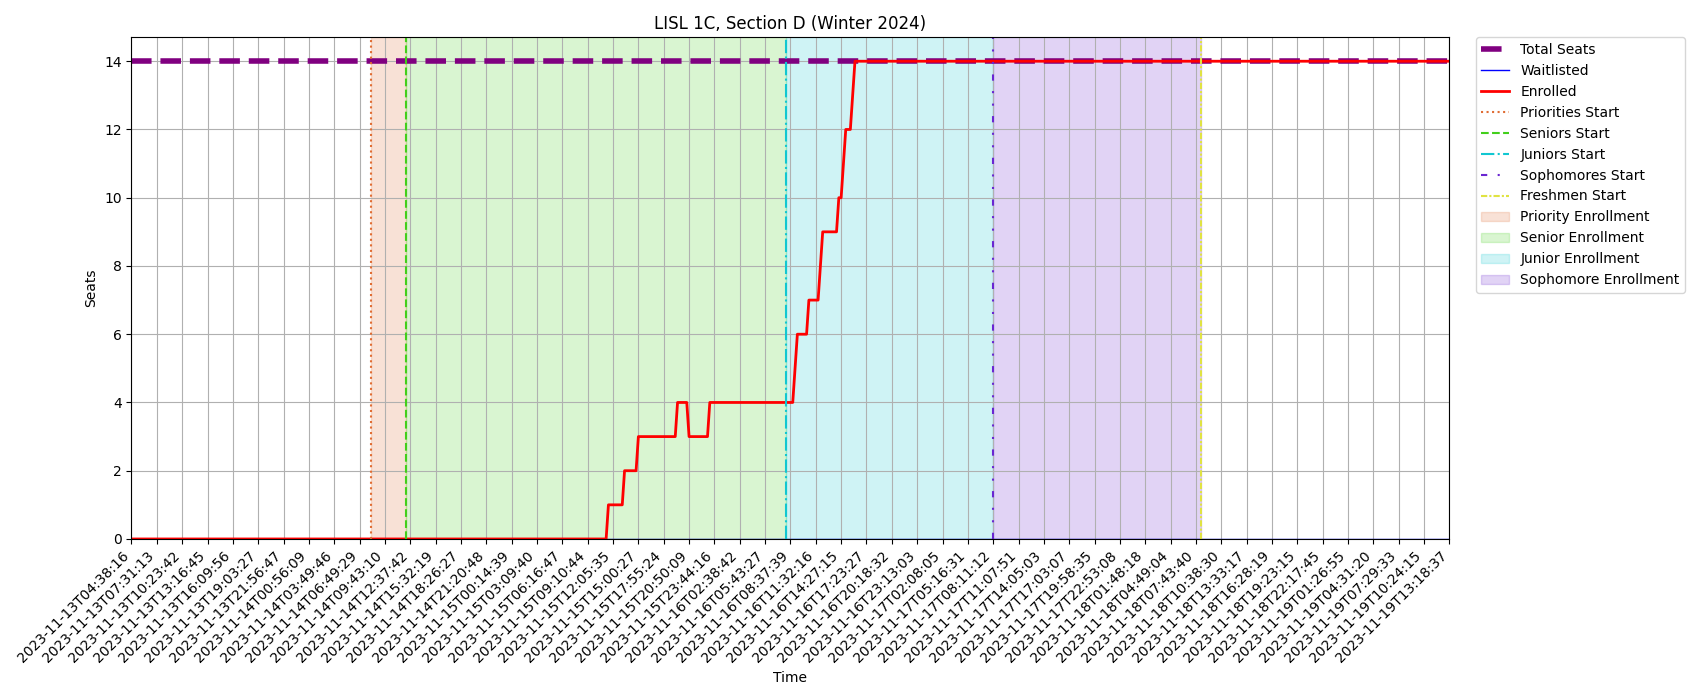 LISL 1C, Section D (Winter 2024)
Seats
14
12
10
8
6
4
2
0
2023-11-13T04:38:16
2023-11-13T07:31:13
2023-11-13T10:23:42
2023-11-13T13:16:45
2023-11-13T16:09:56
2023-11-13T19:03:27
2023-11-13T21:56:47
2023-11-14T00:56:09
2023-11-14T03:49:46
2023-11-14T06:49:29
2023-11-14T09:43:10
2023-11-14T12:37:42
2023-11-14T15:32:19
2023-11-14T18:26:27
2023-11-14T21:20:48
2023-11-15T00:14:39
2023-11-15T03:09:40
2023-11-15T06:16:47
2023-11-15T09:10:44
2023-11-15T12:05:35
2023-11-15T15:00:27
2023-11-15T17:55:24
2023-11-15T20:50:09
2023-11-15T23:44:16
2023-11-16T02:38:42
2023-11-16T05:43:27
2023-11-16T08:37:39
2023-11-16T11:32:16
2023-11-16T14:27:15
2023-11-16T17:23:27
2023-11-16T20:18:32
2023-11-16T23:13:03
2023-11-17T02:08:05
2023-11-17T05:16:31
2023-11-17T08:11:12
2023-11-17T11:07:51
2023-11-17T14:05:03
2023-11-17T17:03:07
2023-11-17T19:58:35
2023-11-17T22:53:08
2023-11-18T01:48:18
2023-11-18T04:49:04
2023-11-18T07:43:40
2023-11-18T10:38:30
2023-11-18T13:33:17
2023-11-18T16:28:19
2023-11-18T19:23:15
2023-11-18T22:17:45
2023-11-19T01:26:55
2023-11-19T04:31:20
2023-11-19T07:29:33
2023-11-19T10:24:15
2023-11-19T13:18:37
Time
Total Seats
Waitlisted
Enrolled
Priorities Start
Seniors Start
Juniors Start
Sophomores Start
Freshmen Start
Priority Enrollment
Senior Enrollment
Junior Enrollment
Sophomore Enrollment